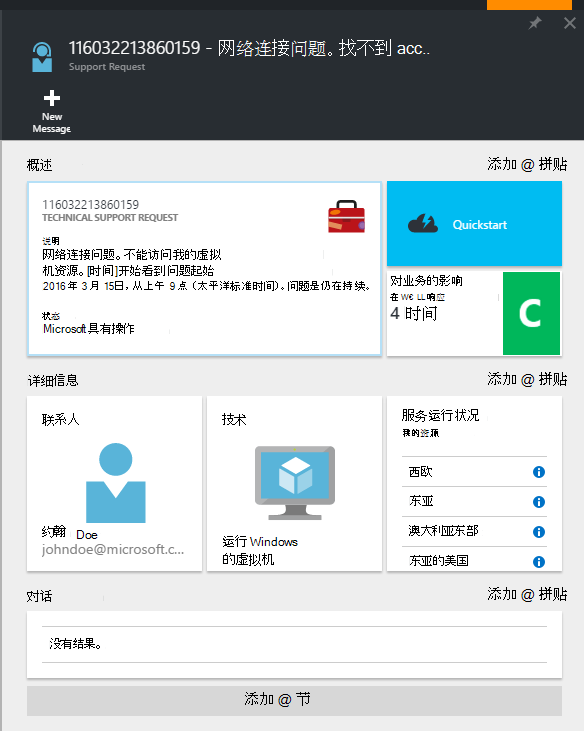 116032213860159 - 网络连接问题。找不到 acc..
Support Request
New
Message
概述
添加 @ 拼贴
116032213860159
TECHNICAL SUPPORT REQUEST
说明
网络连接问题。不能访问我的虚拟
机资源。[时间]开始看到问题起始
2016 年 3 月 15日，从上午 9 点（太平洋标准时间）。问题是仍在持续。
状态
Microsoft 具有操作
Quickstart
对业务的影响
在 WE LL 响应
4 时间
C
详细信息
添加 @ 拼贴
联系人
约翰 Doe
johndoe@microsoft.c...
技术
运行 Windows
的虚拟机
服务运行状况
我的资源
西欧
东亚
澳大利亚东部
东亚的美国
对话
添加 @ 拼贴
没有结果。
添加 @ 节